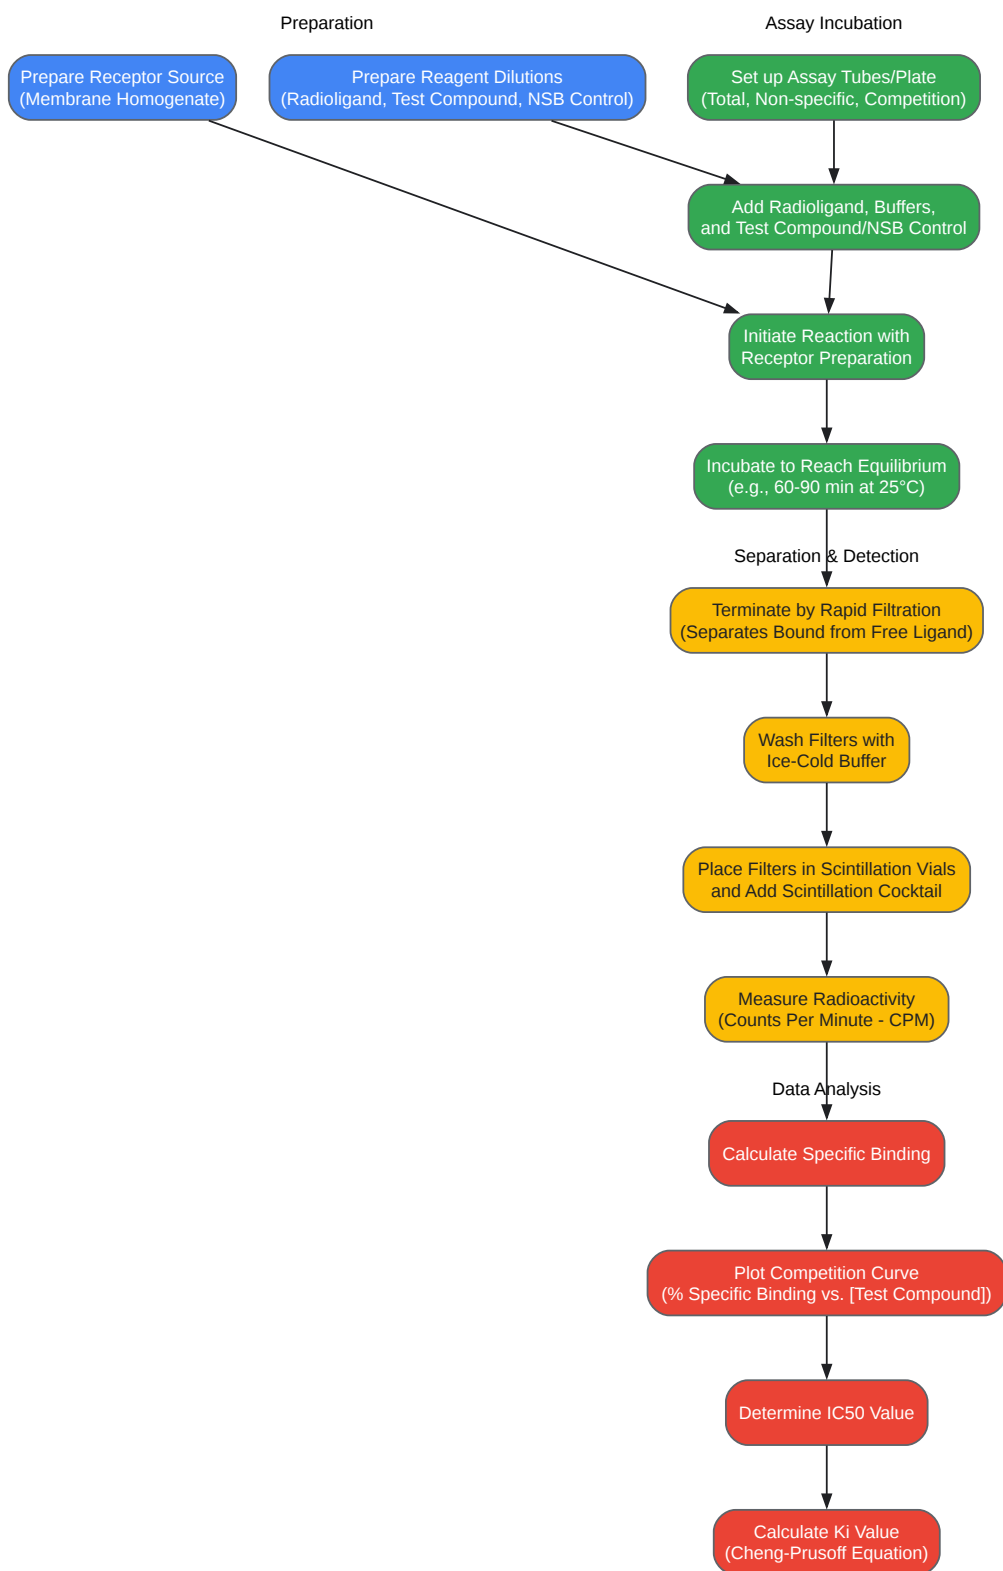 Preparation
Assay Incubation
Prepare Receptor Source
(Membrane Homogenate)
Prepare Reagent Dilutions
(Radioligand, Test Compound, NSB Control)
Set up Assay Tubes/Plate
(Total, Non-specific, Competition)
Add Radioligand, Buffers,
and Test Compound/NSB Control
Initiate Reaction with
Receptor Preparation
Incubate to Reach Equilibrium
(e.g., 60-90 min at 25°C)
Separation & Detection
Terminate by Rapid Filtration
(Separates Bound from Free Ligand)
Wash Filters with
Ice-Cold Buffer
Place Filters in Scintillation Vials
and Add Scintillation Cocktail
Measure Radioactivity
(Counts Per Minute - CPM)
Data Analysis
Calculate Specific Binding
Plot Competition Curve
(% Specific Binding vs. [Test Compound])
Determine IC50 Value
Calculate Ki Value
(Cheng-Prusoff Equation)